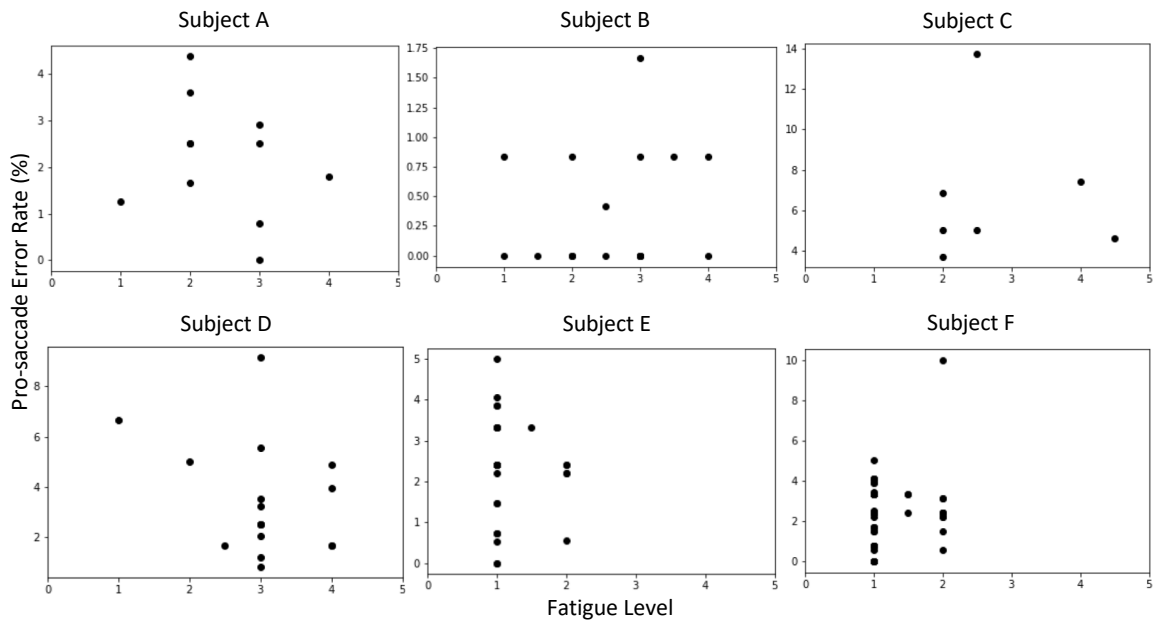 Subject A
Subject B
Subject C
4
3
2
1
0
0 1 2 3 4 5
1.75
1.50
1.25
1.00
0.75
0.50
0.25
0.00
0 1 2 3 4 5
14
12
10
8
6
4
0 1 2 3 4 5
Pro-saccade Error Rate (%)
Subject D
Subject E
Subject F
8
6
4
2
0 1 2 3 4 5
5
4
3
2
1
0
0 1 2 3 4 5
10
8
6
4
2
0
0 1 2 3 4 5
Fatigue Level